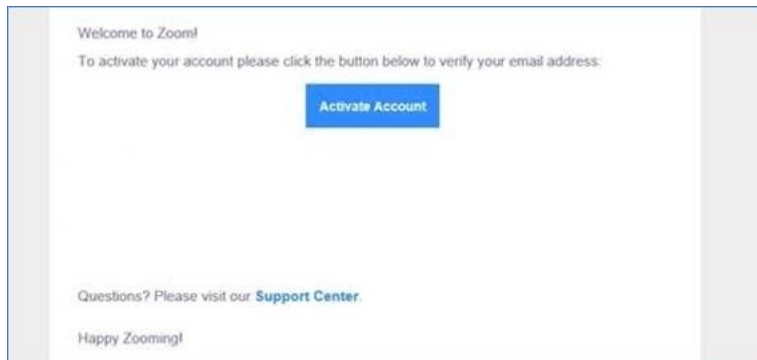 Welcome to Zoom!
To activate your account please click the button below to verify your email address:
Activate Account
Questions? Please visit our Support Center.
Happy Zooming!